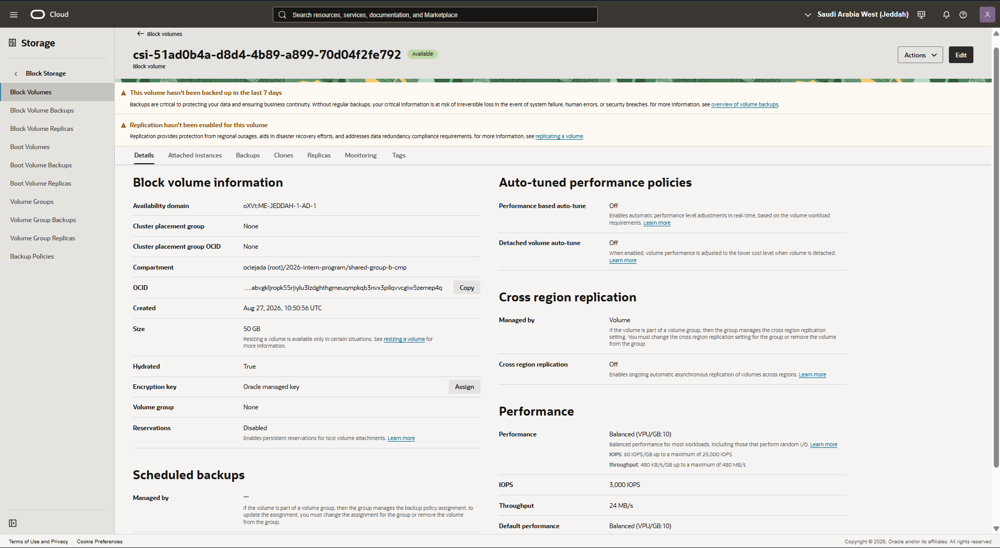 Cloud
Search resources, services, documentation, and Marketplace
Saudi Arabia West (Jeddah)
Storage
Block Storage
Block Volumes
Block Volume Backups
Block Volume Replicas
Boot Volumes
Boot Volume Backups
Boot Volume Replicas
Volume Groups
Volume Group Backups
Volume Group Replicas
Backup Policies
Block volumes
csi-51ad0b4a-d8d4-4b89-a899-70d04f2fe792 Available
Block volume
Actions Edit
This volume hasn't been backed up in the last 7 days
Backups are critical to protecting your data and ensuring business continuity. Without regular backups, your critical information is at risk of irreversible loss in the event of system failure, human errors, or security breaches. for more information, see overview of volume backups.
Replication hasn't been enabled for this volume
Replication provides protection from regional outages, aids in disaster recovery efforts, and addresses data redundancy compliance requirements. for more information, see replicating a volume.
Details Attached instances Backups Clones Replicas Monitoring Tags
Block volume information
Availability domain oXVt:ME-JEDDAH-1-AD-1
Cluster placement group None
Cluster placement group OCID None
Compartment ociejada (root)/2026-intern-program/shared-group-b-cmp
OCID ....abvgkljropk55rjiylu3lzdghthgmeuqmpkqb3nvx3pilqvvcgiw5zemep4q Copy
Created Aug 27, 2026, 10:50:56 UTC
Size 50 GB
Resizing a volume is available only in certain situations. See resizing a volume for
more information.
Hydrated True
Encryption key Oracle managed key Assign
Volume group None
Reservations Disabled
Enables persistent reservations for iscsi volume attachments. Learn more
Scheduled backups
Managed by —
If the volume is part of a volume group, then the group manages the backup policy assignment. to
update the assignment, you must change the assignment for the group or remove the volume
from the group.
Auto-tuned performance policies
Performance based auto-tune Off
Enables automatic performance level adjustments in real-time, based on the volume workload
requirements. Learn more
Detached volume auto-tune Off
When enabled, volume performance is adjusted to the lower cost level when volume is detached.
Learn more
Cross region replication
Managed by Volume
If the volume is part of a volume group, then the group manages the cross region replication
setting. You must change the cross region replication setting for the group or remove the volume
from the group.
Cross region replication Off
Enables ongoing automatic asynchronous replication of volumes across regions. Learn more
Performance
Performance Balanced (VPU/GB:10)
Balanced performance for most workloads, including those that perform random I/O. Learn more
IOPS: 60 IOPS/GB up to a maximum of 25,000 IOPS
throughput: 480 KB/s/GB up to a maximum of 480 MB/s
IOPS 3,000 IOPS
Throughput 24 MB/s
Default performance Balanced (VPU/GB:10)
Terms of Use and Privacy Cookie Preferences
Copyright © 2026, Oracle and/or its affiliates. All rights reserved.